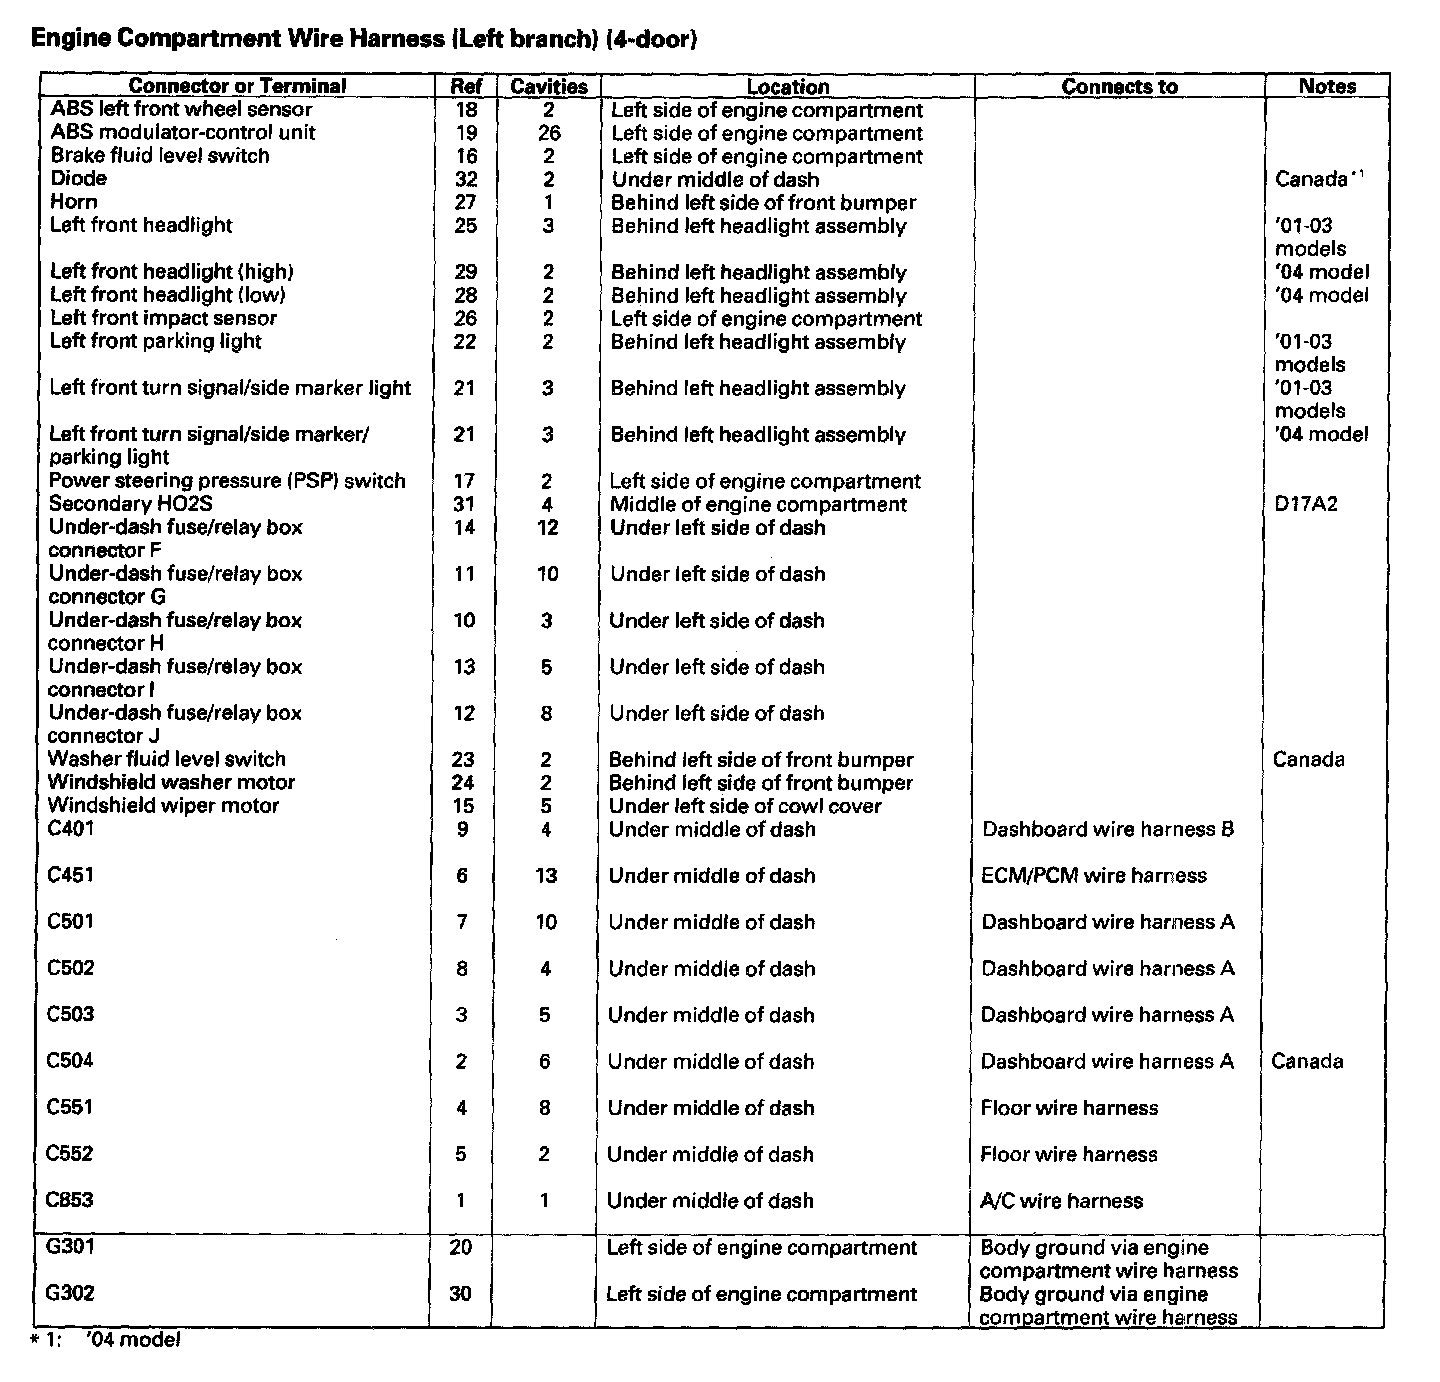 Engine Compartment Wire Harness (Left branch) (4-door)
Connector or Terminal Ref Cavities Location Connects to Notes
ABS left front wheel sensor 18 2 Left side of engine compartment
ABS modulator-control unit 19 26 Left side of engine compartment
Brake fluid level switch 16 2 Left side of engine compartment
Diode 32 2 Under middle of dash Canada*1
Horn 27 1 Behind left side of front bumper
Left front headlight 25 3 Behind left headlight assembly '01-03
models
Left front headlight (high) 29 2 Behind left headlight assembly '04 model
Left front headlight (low) 28 2 Behind left headlight assembly '04 model
Left front impact sensor 26 2 Left side of engine compartment
Left front parking light 22 2 Behind left headlight assembly '01-03
models
Left front turn signal/side marker light 21 3 Behind left headlight assembly '01-03
models
Left front turn signal/side marker/ 21 3 Behind left headlight assembly '04 model
parking light
Power steering pressure (PSP) switch 17 2 Left side of engine compartment
Secondary HO2S 31 4 Middle of engine compartment D17A2
Under-dash fuse/relay box 14 12 Under left side of dash
connector F
Under-dash fuse/relay box 11 10 Under left side of dash
connector G
Under-dash fuse/relay box 10 3 Under left side of dash
connector H
Under-dash fuse/relay box 13 5 Under left side of dash
connector I
Under-dash fuse/relay box 12 8 Under left side of dash
connector J
Washer fluid level switch 23 2 Behind left side of front bumper Canada
Windshield washer motor 24 2 Behind left side of front bumper
Windshield wiper motor 15 5 Under left side of cowl cover
C401 9 4 Under middle of dash Dashboard wire harness B
C451 6 13 Under middle of dash ECM/PCM wire harness
C501 7 10 Under middle of dash Dashboard wire harness A
C502 8 4 Under middle of dash Dashboard wire harness A
C503 3 5 Under middle of dash Dashboard wire harness A
C504 2 6 Under middle of dash Dashboard wire harness A Canada
C551 4 8 Under middle of dash Floor wire harness
C552 5 2 Under middle of dash Floor wire harness
C853 1 1 Under middle of dash A/C wire harness
G301 20 Left side of engine compartment Body ground via engine
compartment wire harness
G302 30 Left side of engine compartment Body ground via engine
compartment wire harness
* 1: '04 model